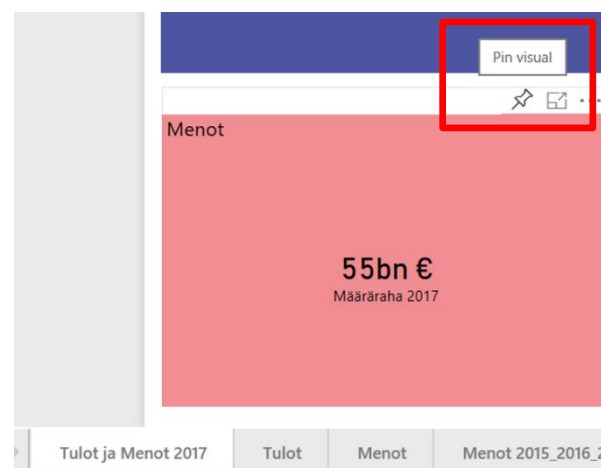 Pin visual
Menot
55bn €
Määräraha 2017
Tulot ja Menot 2017 Tulot Menot Menot 2015_2016_2